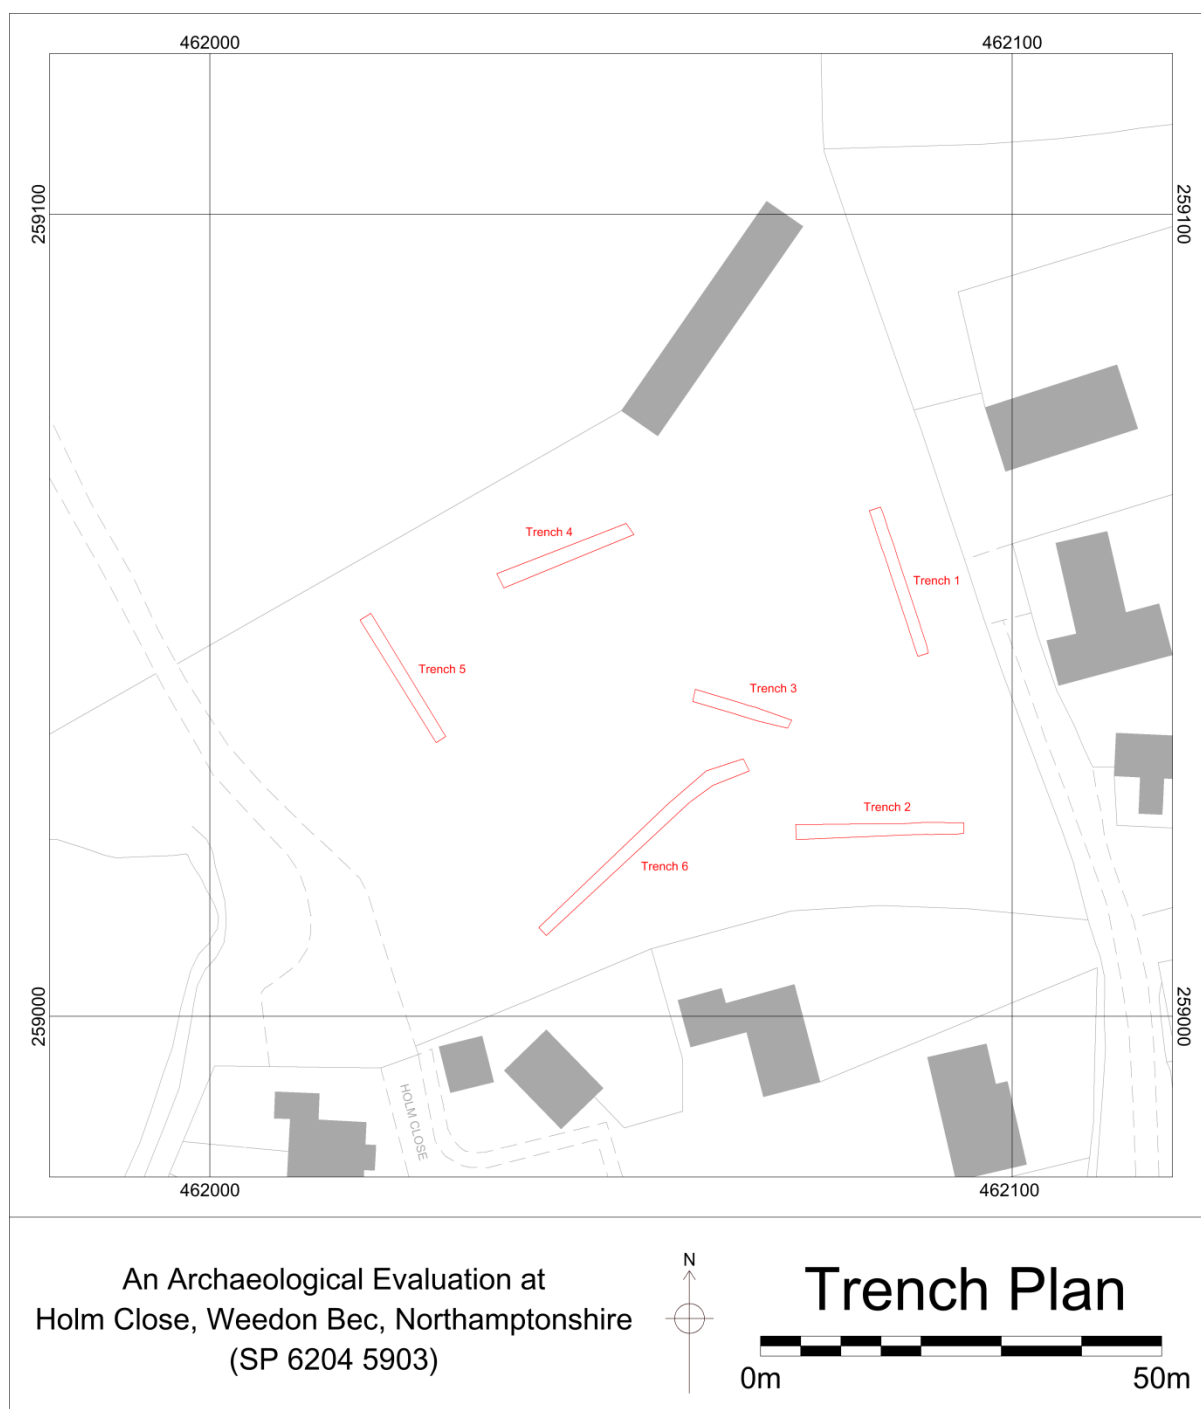 462000
462100
259100
259100
Trench 4
Trench 1
Trench 5
Trench 3
Trench 2
Trench 6
259000
259000
HOLM CLOSE
462000
462100
An Archaeological Evaluation at
Holm Close, Weedon Bec, Northamptonshire
(SP 6204 5903)
N
Trench Plan
0m
50m